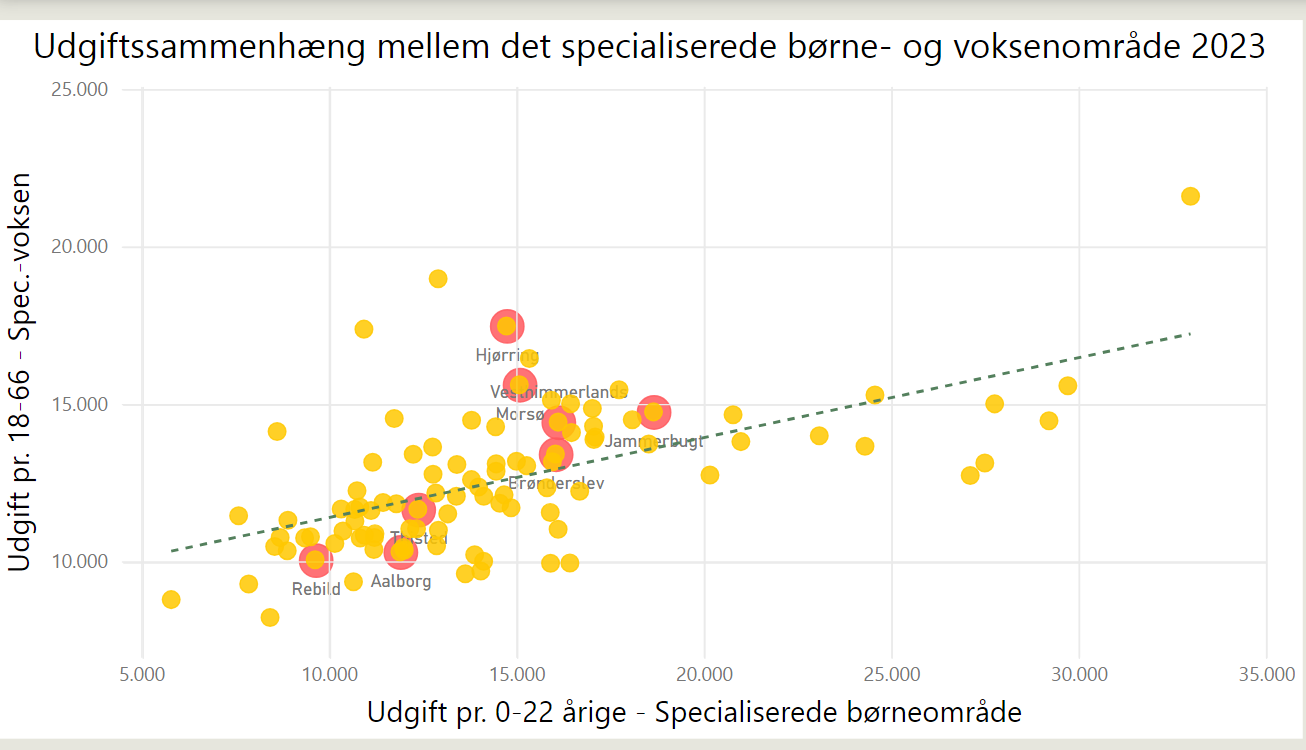 Udgiftssammenhæng mellem det specialiserede børne- og voksenområde 2023
Udgift pr. 18-66 - Spec.-voksen
25.000
20.000
15.000
10.000
Hjørring
Vesthimmerlands
Morsø
Jammerbugt
Brønderslev
Thisted
Aalborg
Rebild
5.000 10.000 15.000 20.000 25.000 30.000 35.000
Udgift pr. 0-22 årige - Specialiserede børneområde